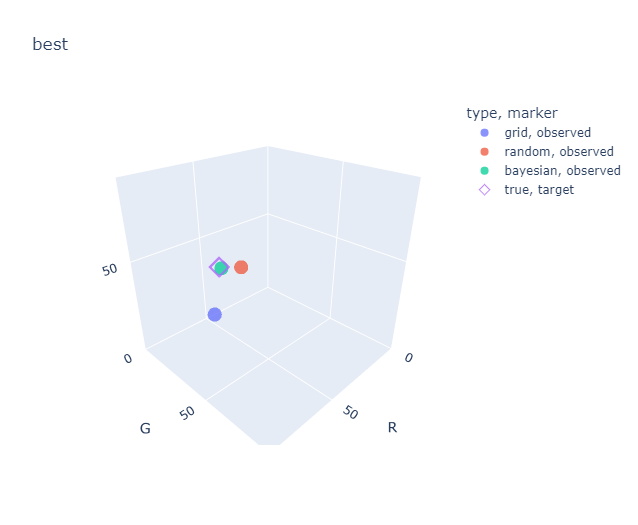 best
type, marker
grid, observed
random, observed
bayesian, observed
true, target
50
0
0
50
50
G
R